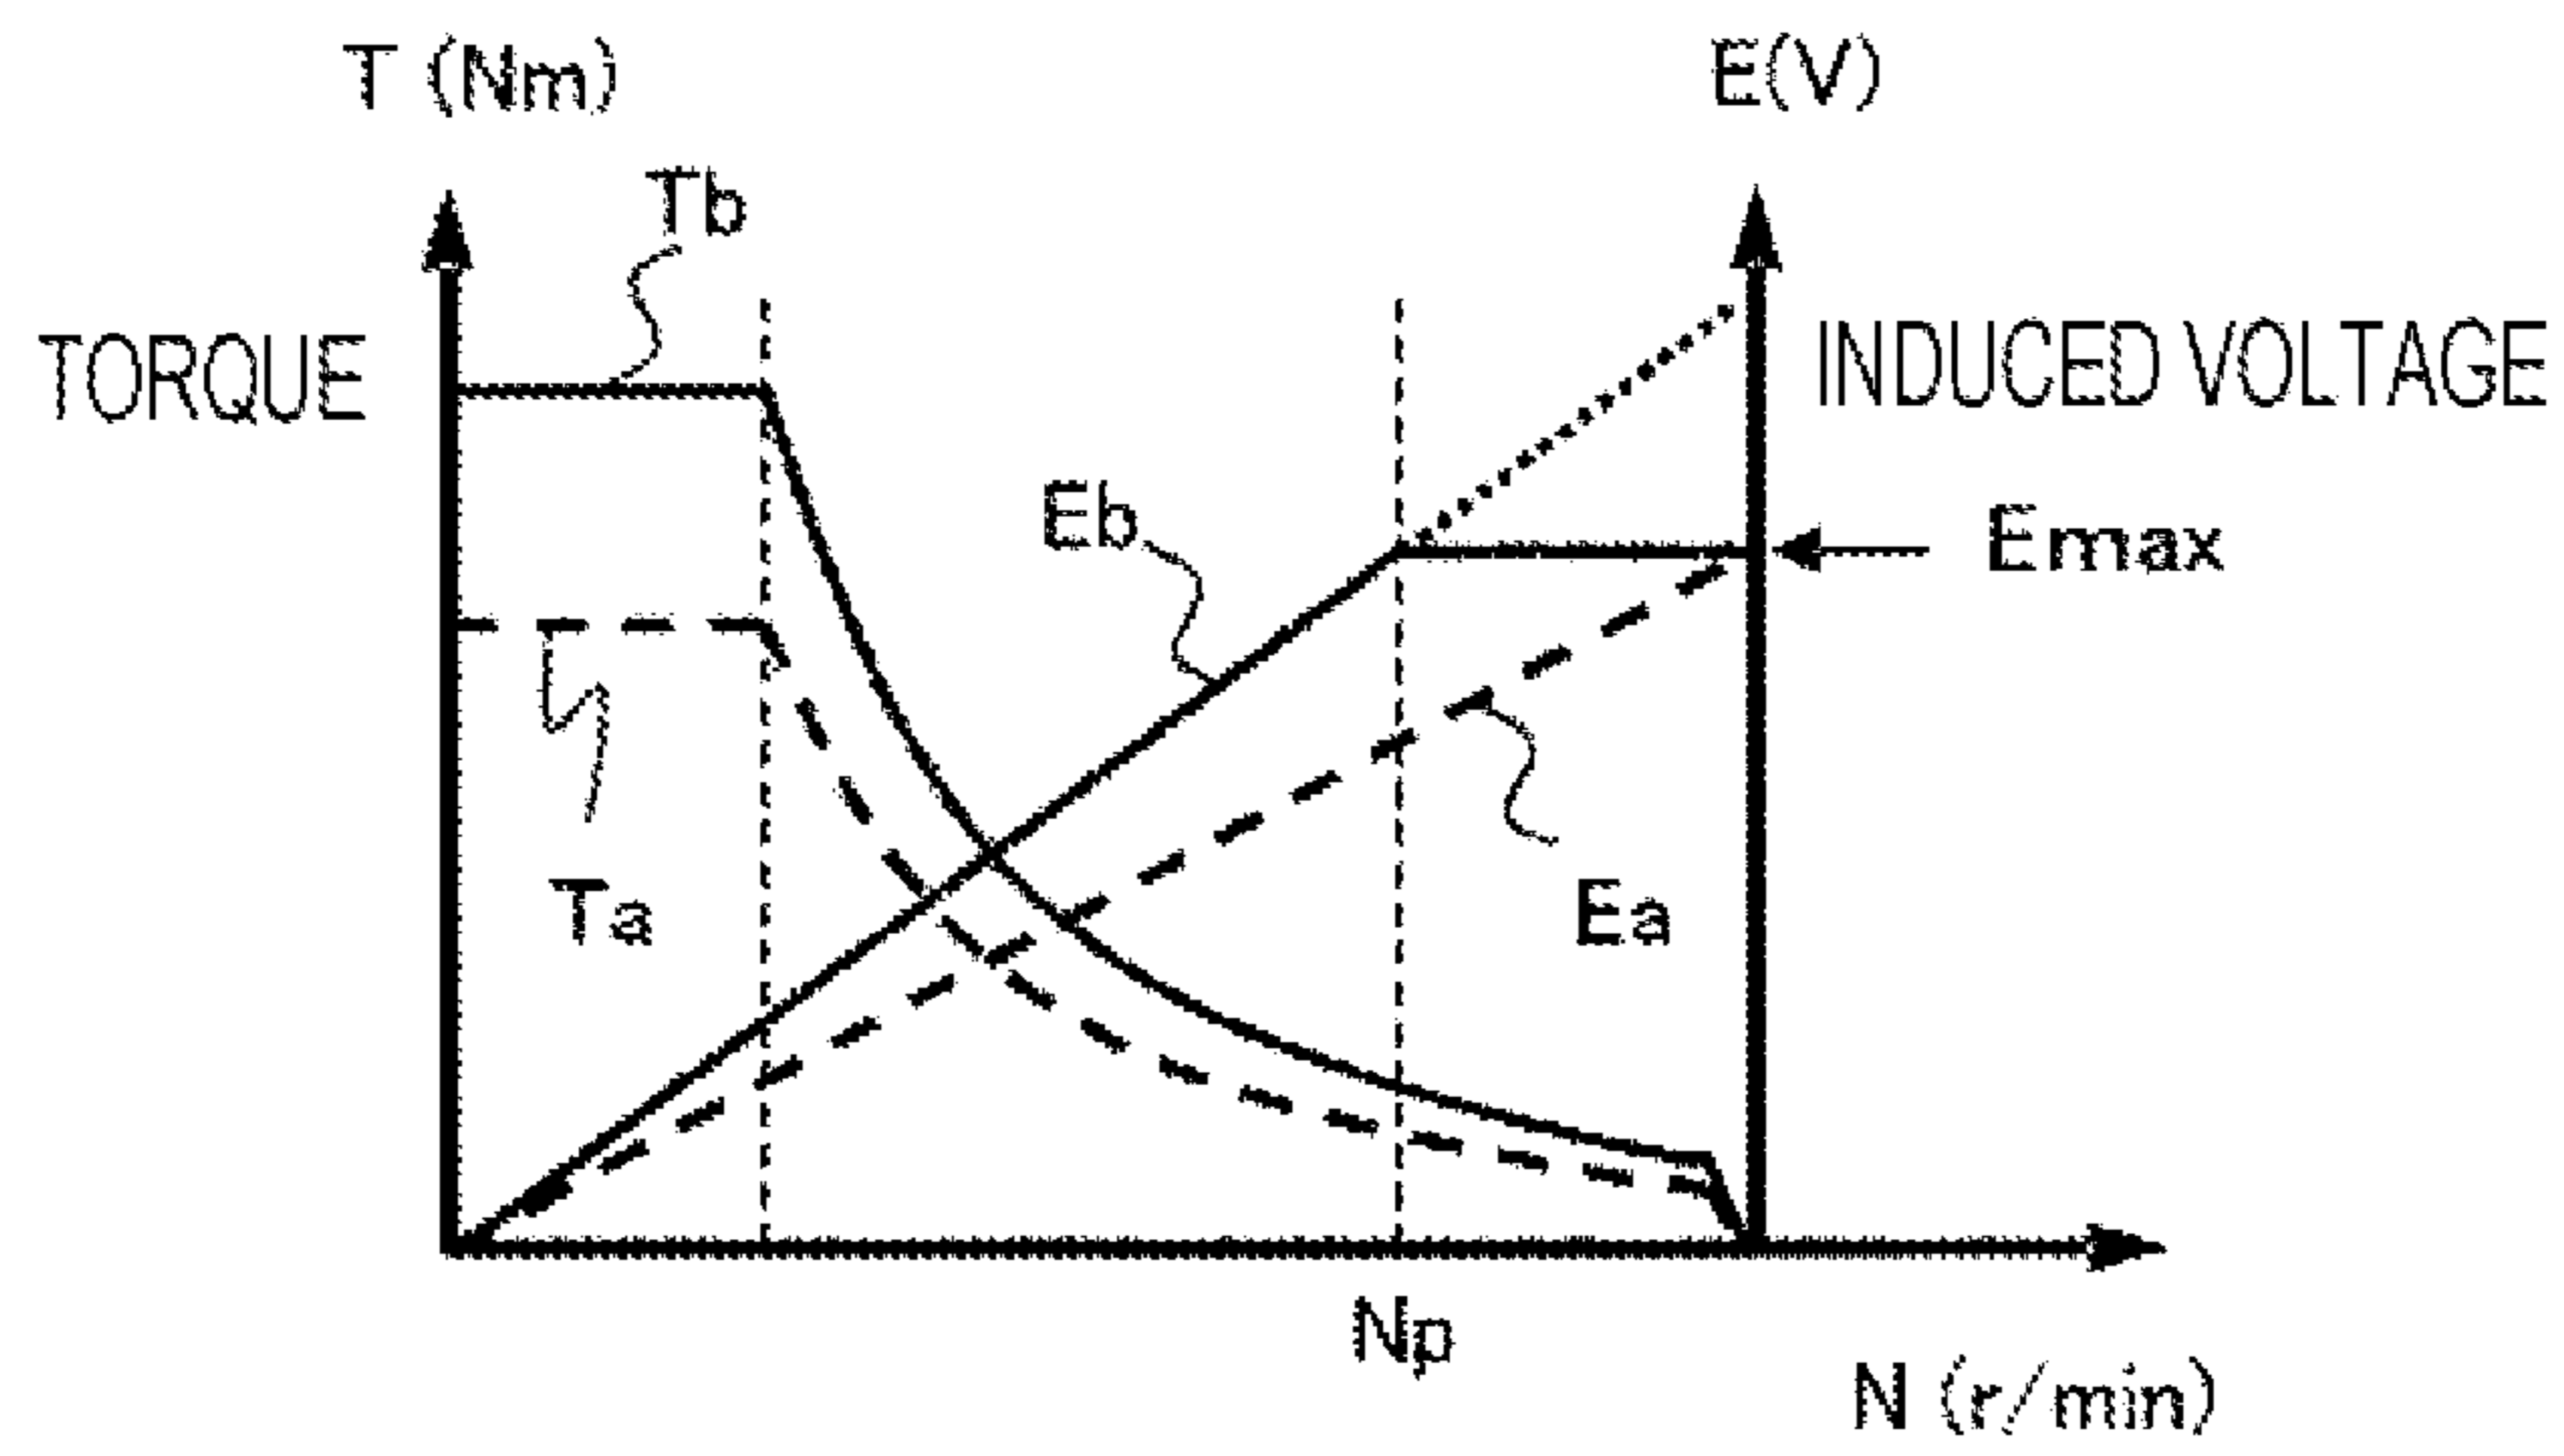 T (Nm)
E(V)
Tb
TORQUE
INDUCED VOLTAGE
Eb
Emax
Ta
Ea
Np
N (r/min)